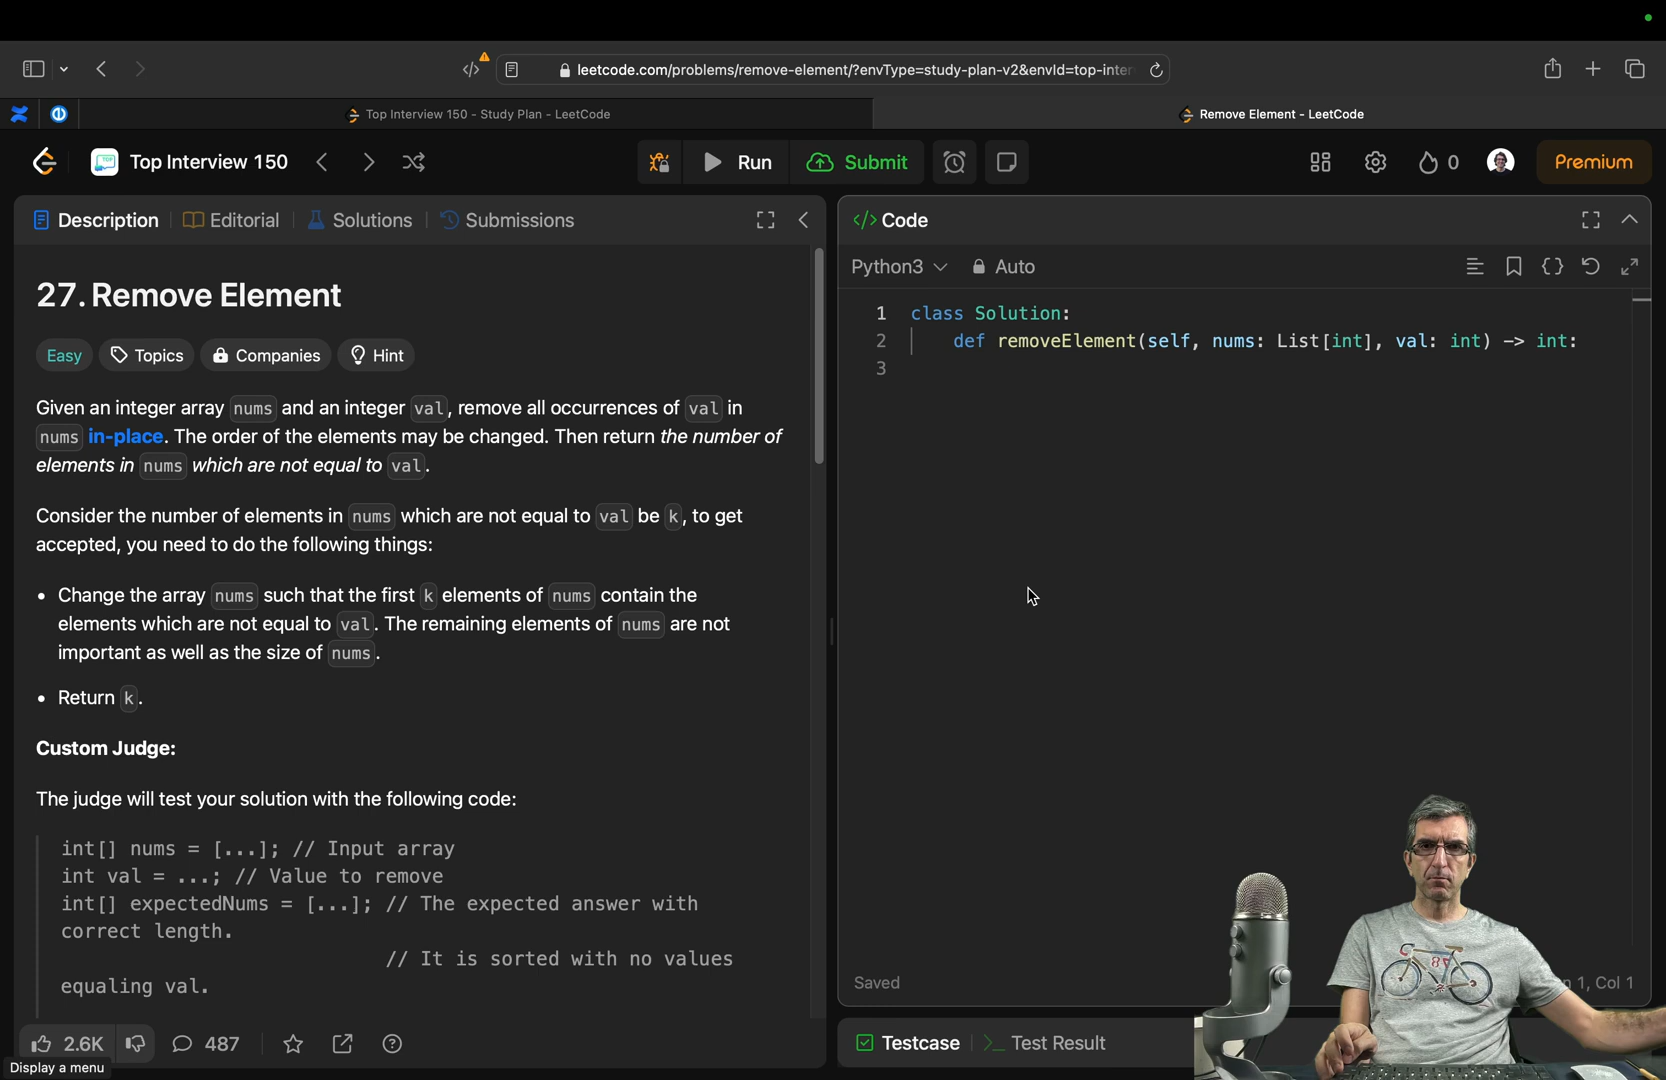 leetcode.com/problems/remove-element/?envType=study-plan-v2&envId=top-inter
Top Interview 150 - Study Plan - LeetCode
Remove Element - LeetCode
Top Interview 150
Run
Submit
0
Premium
Description
Editorial
Solutions
Submissions
27. Remove Element
Easy
Topics
Companies
Hint
Given an integer array nums and an integer val, remove all occurrences of val in
nums in-place. The order of the elements may be changed. Then return the number of
elements in nums which are not equal to val.
Consider the number of elements in nums which are not equal to val be k, to get
accepted, you need to do the following things:
• Change the array nums such that the first k elements of nums contain the
elements which are not equal to val. The remaining elements of nums are not
important as well as the size of nums.
• Return k.
Custom Judge:
The judge will test your solution with the following code:
int[] nums = [...]; // Input array
int val = ...; // Value to remove
int[] expectedNums = [...]; // The expected answer with
correct length.
// It is sorted with no values
equaling val.
2.6K
487
Display a menu
</> Code
Python3
Auto
1 class Solution:
2 def removeElement(self, nums: List[int], val: int) -> int:
3
Saved
1, Col 1
Testcase
Test Result